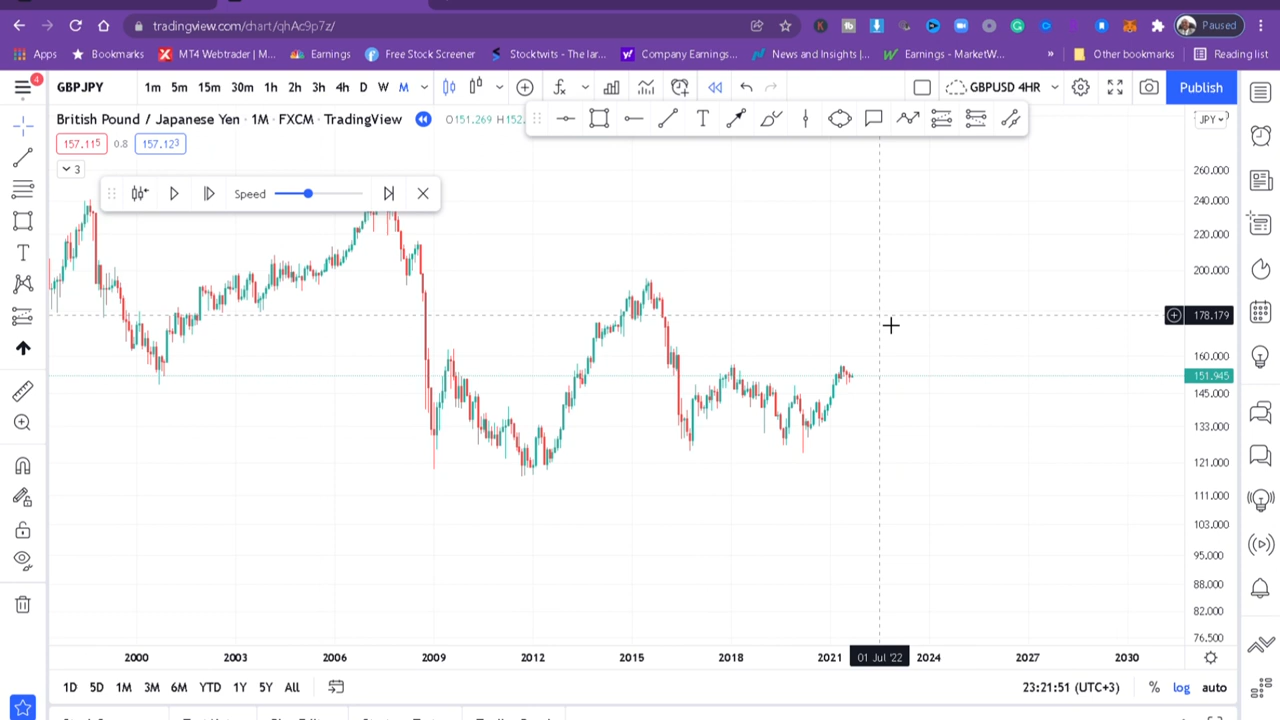 tradingview.com/chart/qhAc9p7z/
Paused
Apps
Bookmarks
MT4 Webtrader | M...
Earnings
Free Stock Screener
Stocktwits - The lar...
Company Earnings...
News and Insights |...
Earnings - MarketW...
»
Other bookmarks
Reading list
4
GBPJPY
1m 5m 15m 30m 1h 2h 3h 4h D W M
GBPUSD 4HR
Publish
British Pound / Japanese Yen · 1M · FXCM · TradingView
O151.269 H152.
JPY
157.115 0.8 157.123
3
Speed
260.000
240.000
220.000
200.000
178.179
160.000
151.945
145.000
133.000
121.000
111.000
103.000
95.000
88.000
82.000
76.500
2000 2003 2006 2009 2012 2015 2018 2021 01 Jul '22 2024 2027 2030
1D 5D 1M 3M 6M YTD 1Y 5Y All
23:21:51 (UTC+3) % log auto